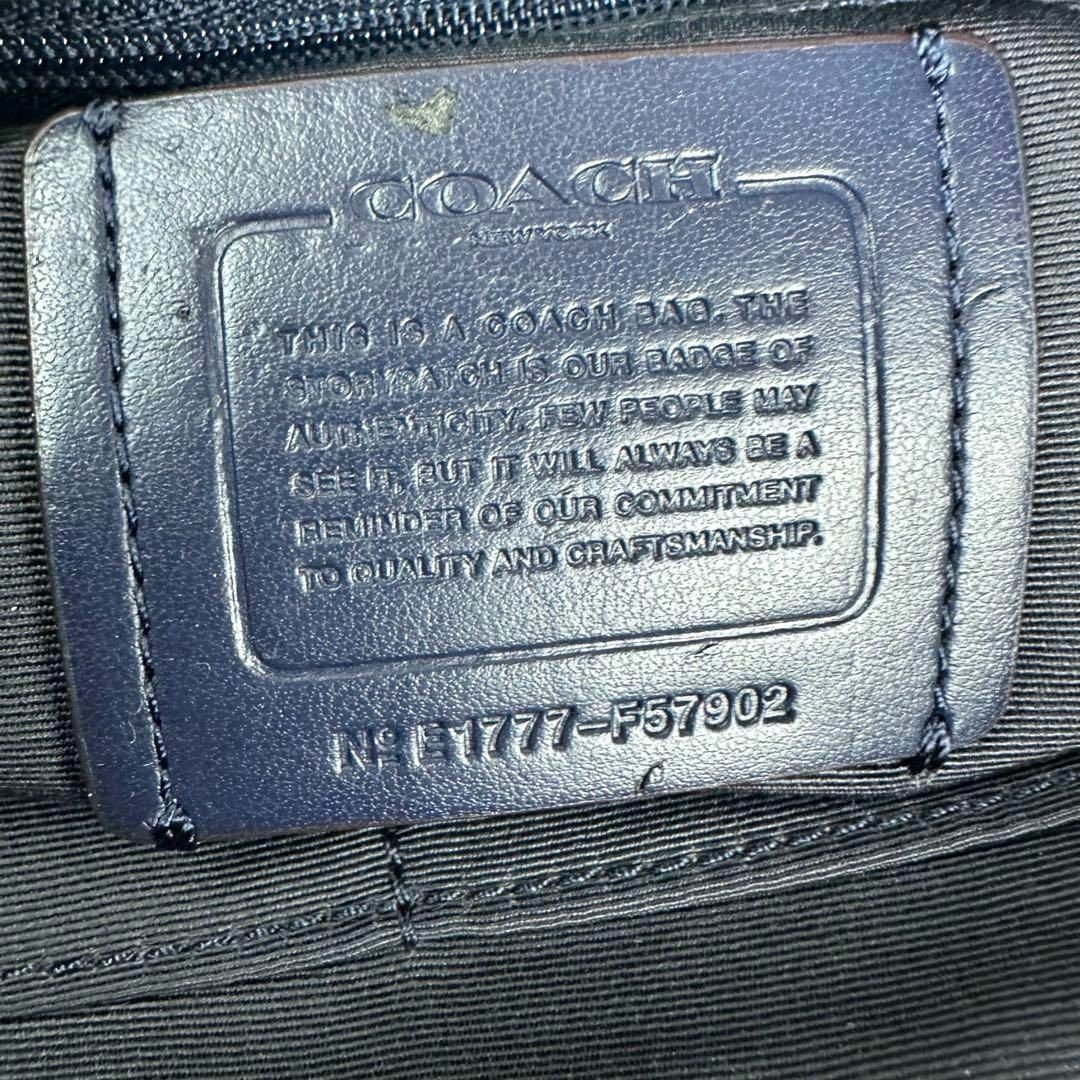 COACH
NEW YORK
THIS IS A COACH BAG. THE
STORYPATCH IS OUR BADGE OF
AUTHENTICITY. FEW PEOPLE MAY
SEE IT, BUT IT WILL ALWAYS BE A
REMINDER OF OUR COMMITMENT
TO QUALITY AND CRAFTSMANSHIP.
Nº E1777-F57902